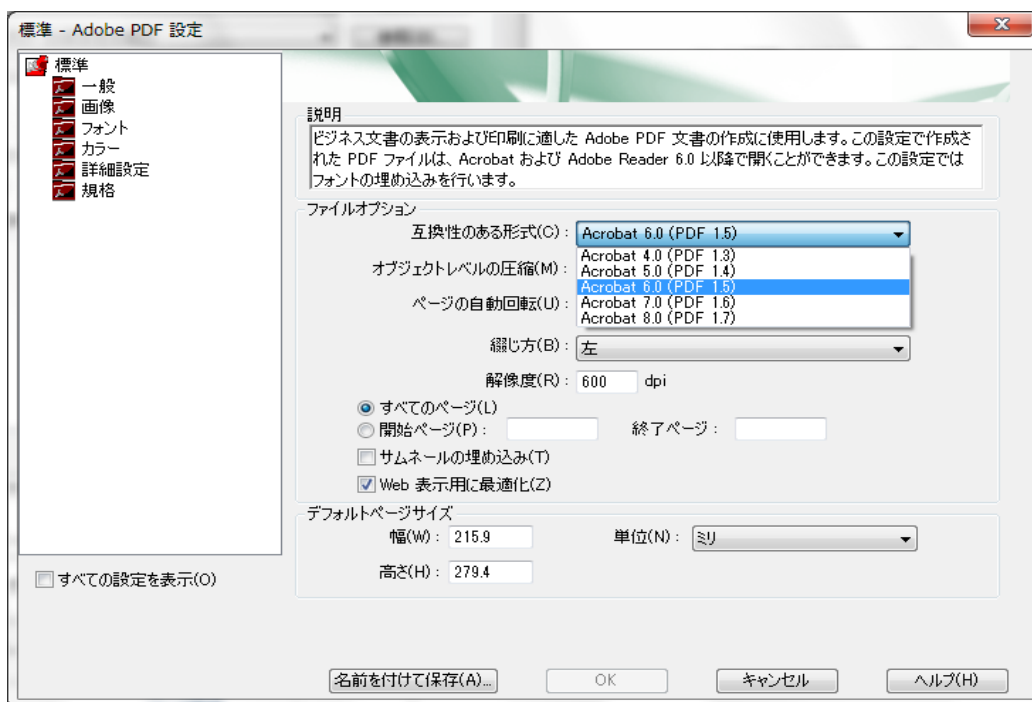 標準 - Adobe PDF 設定
標準
一般
画像
フォント
カラー
詳細設定
規格
すべての設定を表示(O)
説明
ビジネス文書の表示および印刷に適した Adobe PDF 文書の作成に使用します。この設定で作成さ
れた PDF ファイルは、Acrobat および Adobe Reader 6.0 以降で開くことができます。この設定では
フォントの埋め込みを行います。
ファイルオプション
互換性のある形式(C) : Acrobat 6.0 (PDF 1.5)
Acrobat 4.0 (PDF 1.3)
オブジェクトレベルの圧縮(M) : Acrobat 5.0 (PDF 1.4)
Acrobat 6.0 (PDF 1.5)
ページの自動回転(U) : Acrobat 7.0 (PDF 1.6)
Acrobat 8.0 (PDF 1.7)
綴じ方(B) : 左
解像度(R) : 600 dpi
すべてのページ(L)
開始ページ(P) : 終了ページ :
サムネールの埋め込み(T)
Web 表示用に最適化(Z)
デフォルトページサイズ
幅(W) : 215.9 単位(N) : ミリ
高さ(H) : 279.4
名前を付けて保存(A)... OK キャンセル ヘルプ(H)